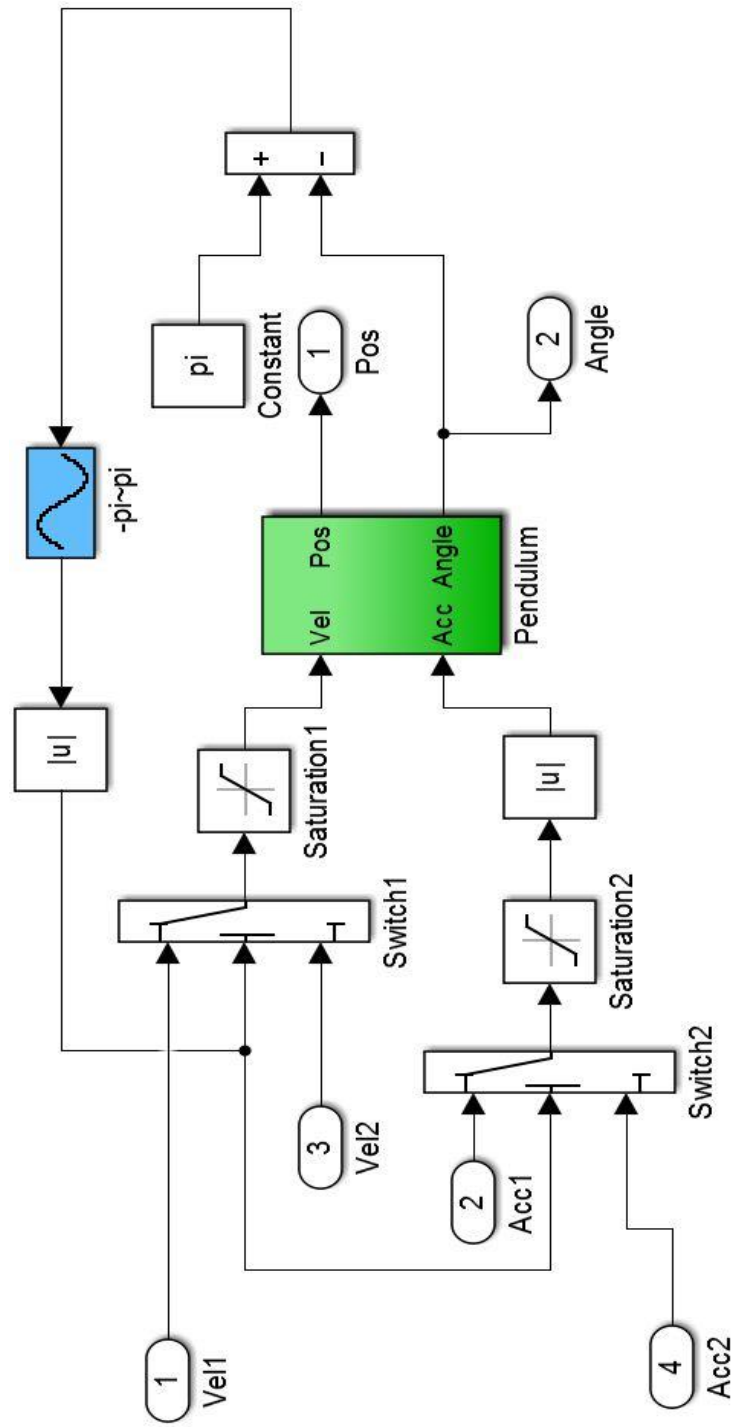 1
Vel1
3
Vel2
2
Acc1
4
Acc2
Switch1
Switch2
Saturation1
Saturation2
|u|
|u|
Vel Pos
Acc Angle
Pendulum
-pi~pi
pi
Constant
1
Pos
2
Angle
+
-